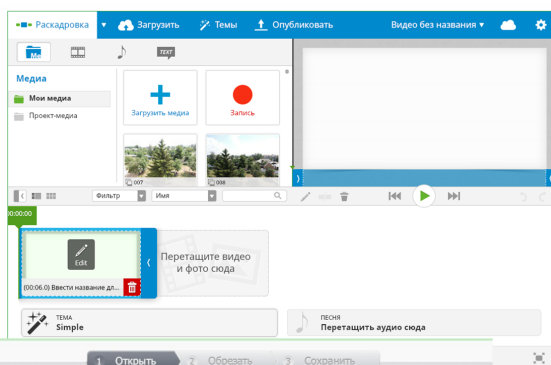 Раскадровка
Загрузить
Темы
Опубликовать
Видео без названия
TEXT
Медиа
Мои медиа
Проект-медиа
Загрузить медиа
Запись
007
006
Фильтр
Имя
00:00:00
Edit
(00:06.0) Ввести название дл...
Перетащите видео
и фото сюда
ТЕМА
Simple
ПЕСНЯ
Перетащить аудио сюда
1 Открыть
2 Обрезать
3 Сохранить